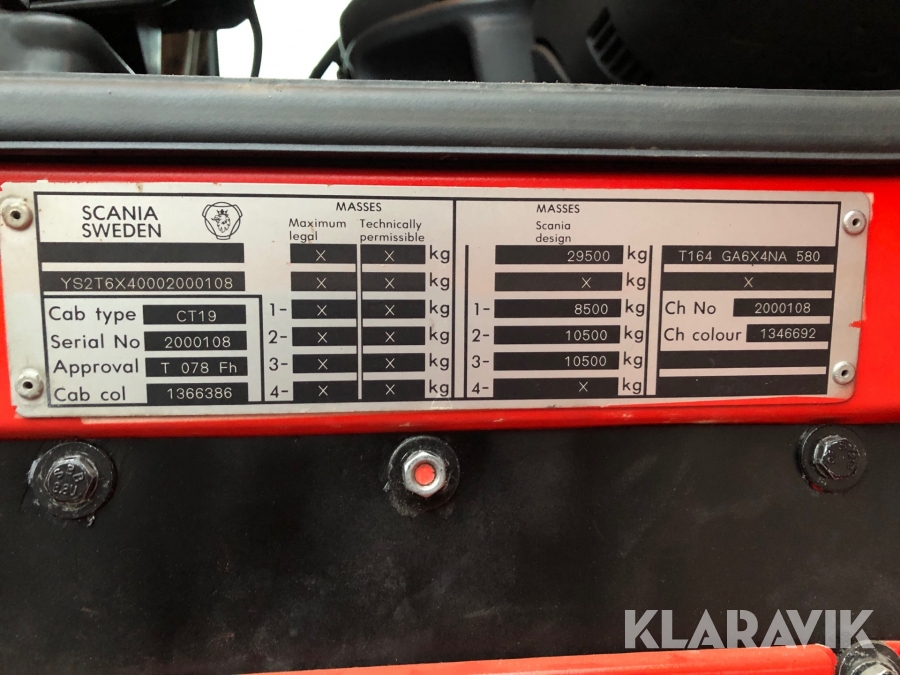 SCANIA
SWEDEN
YS2T6X40002000108
Cab type CT19
Serial No 2000108
Approval T 078 Fh
Cab col 1366386
MASSES
Maximum legal
Technically permissible
X X kg
X X kg
1- X X kg
2- X X kg
3- X X kg
4- X X kg
MASSES
Scania design
29500 kg
X kg
1- 8500 kg
2- 10500 kg
3- 10500 kg
4- X kg
T164 GA6X4NA 580
X
Ch No 2000108
Ch colour 1346692
KLARAVIK